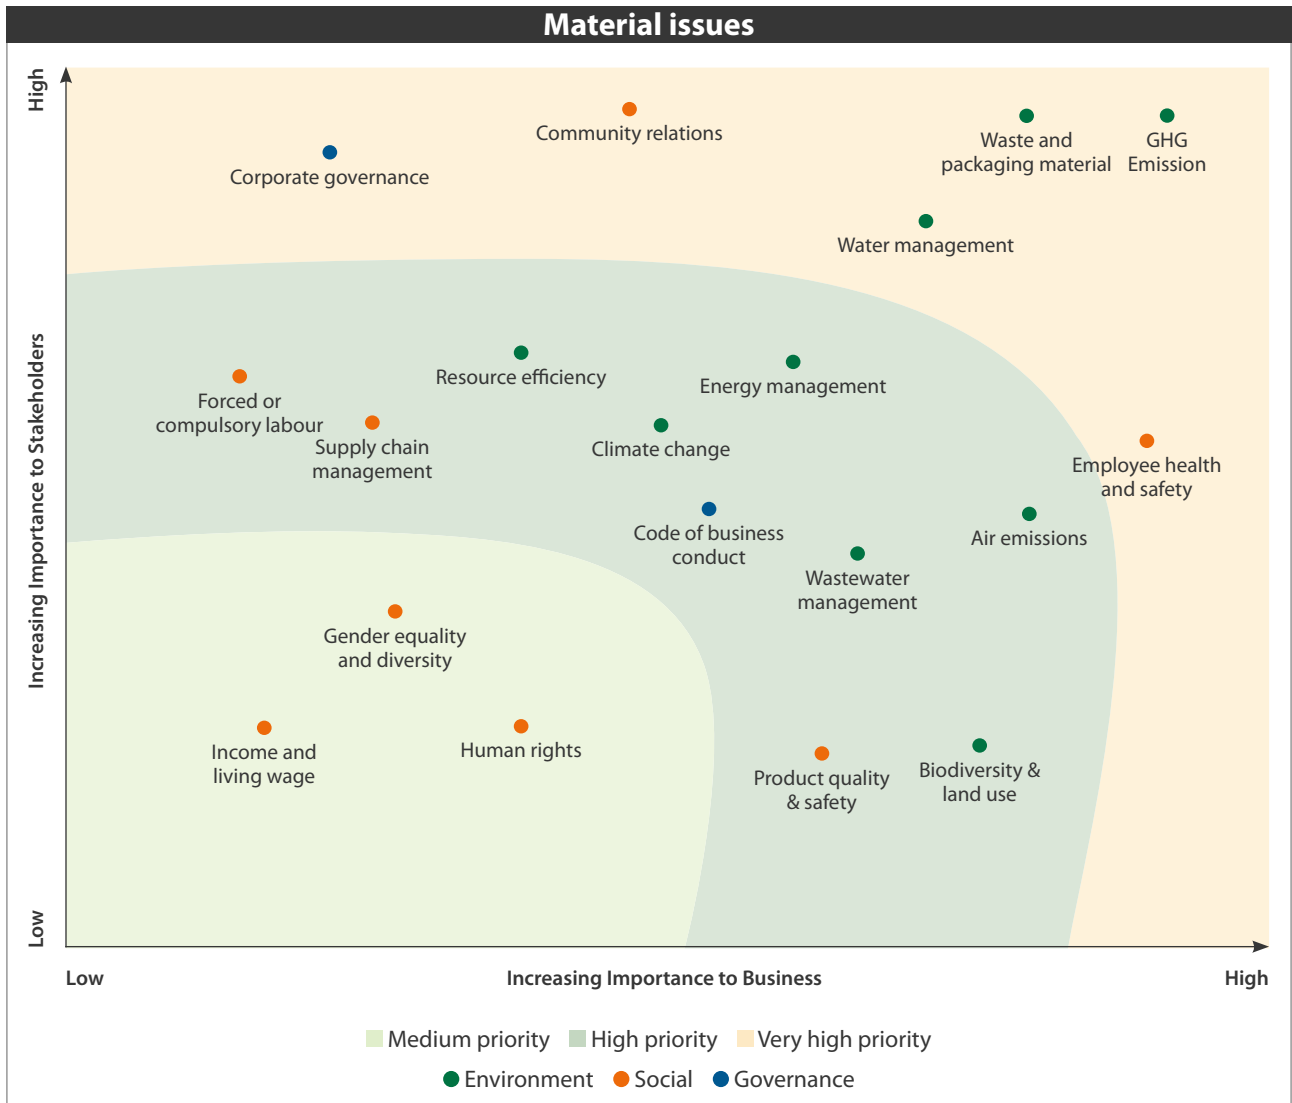 Material issues
High
Community relations
Waste and
packaging material
GHG
Emission
Corporate governance
Water management
Increasing Importance to Stakeholders
Resource efficiency
Energy management
Forced or
compulsory labour
Supply chain
management
Climate change
Employee health
and safety
Code of business
conduct
Air emissions
Wastewater
management
Gender equality
and diversity
Income and
living wage
Human rights
Product quality
& safety
Biodiversity &
land use
Low
Low
Increasing Importance to Business
High
Medium priority
High priority
Very high priority
Environment
Social
Governance